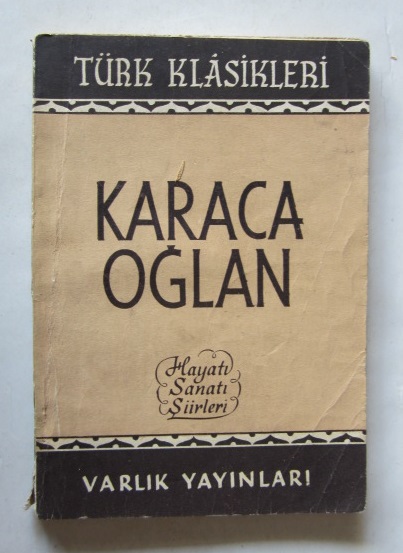 TÜRK KLÂSİKLERİ
KARACA
OĞLAN
Hayatı
Sanatı
Şiirleri
VARLIK YAYINLARI